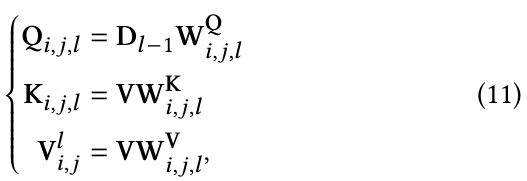 Q_{i,j,l} = D_{l−1}W^Q_{i,j,l}
K_{i,j,l} = VW^K_{i,j,l} (11)
V^l_{i,j} = VW^V_{i,j,l},